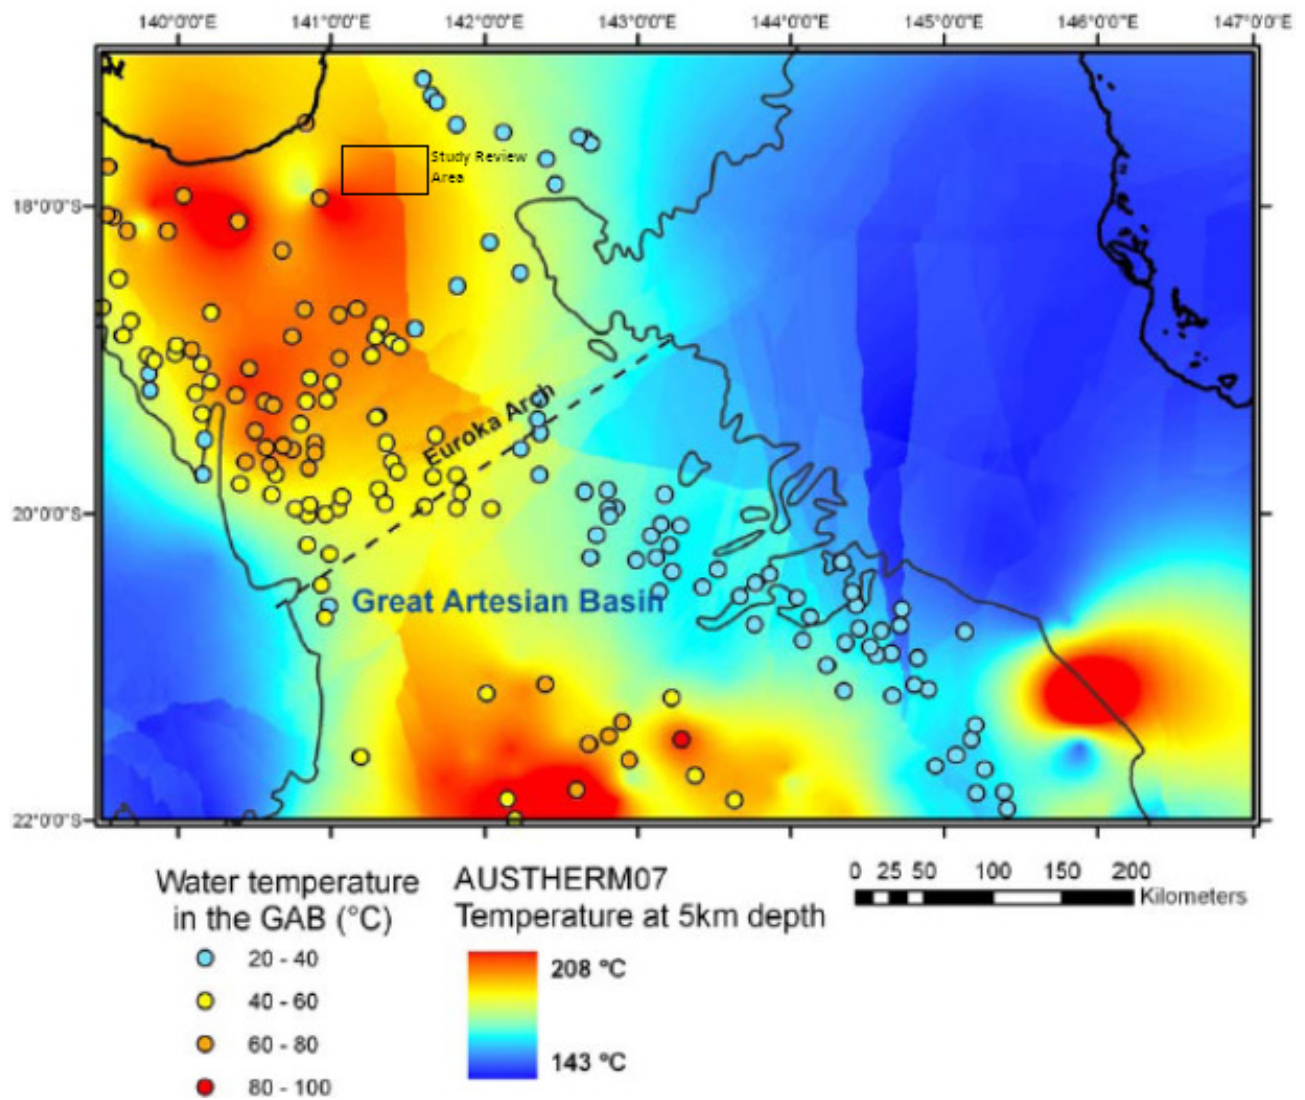 140°0'0"E 141°0'0"E 142°0'0"E 143°0'0"E 144°0'0"E 145°0'0"E 146°0'0"E 147°0'0"E
Study Review
Area
18°0'0"S
Euroka Arch
20°0'0"S
Great Artesian Basin
22°0'0"S
Water temperature
in the GAB (°C)
20 - 40
40 - 60
60 - 80
80 - 100
AUSTHERM07
Temperature at 5km depth
208 °C
143 °C
0 25 50 100 150 200
Kilometers